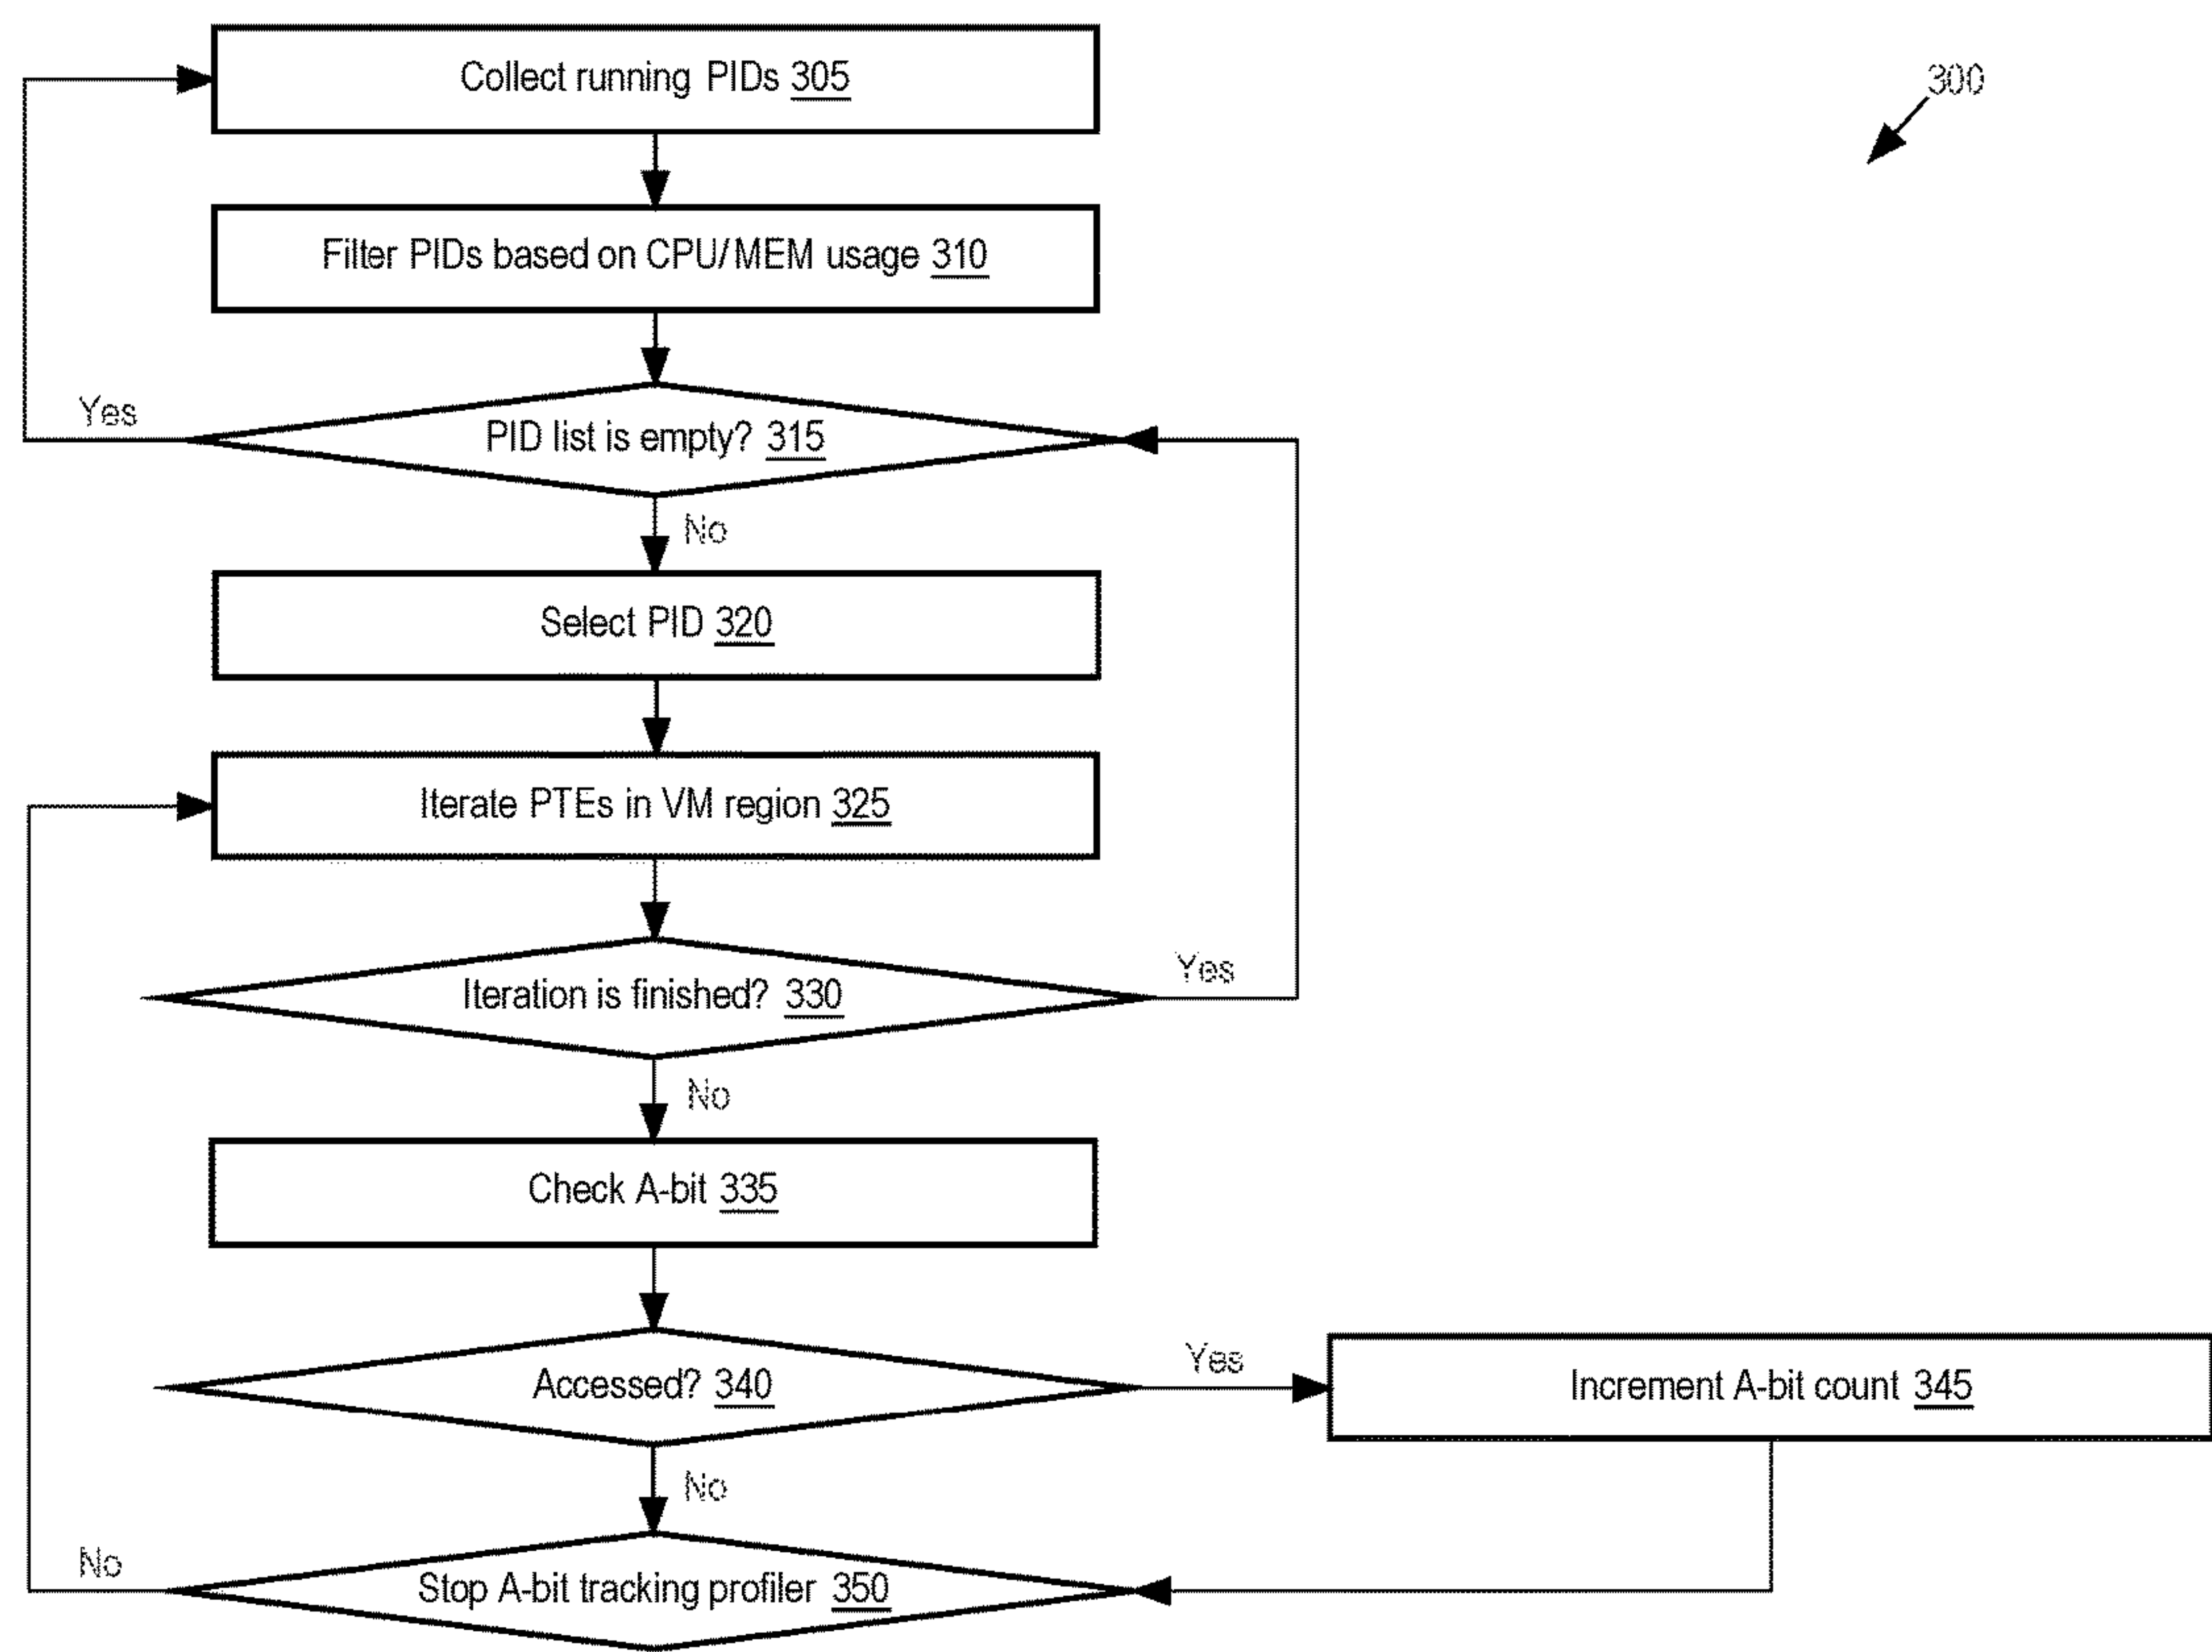 Collect running PIDs 305
300
Filter PIDs based on CPU/MEM usage 310
Yes
PID list is empty? 315
No
Select PID 320
Iterate PTEs in VM region 325
Iteration is finished? 330
Yes
No
Check A-bit 335
Accessed? 340
Yes
Increment A-bit count 345
No
No
Stop A-bit tracking profiler 350